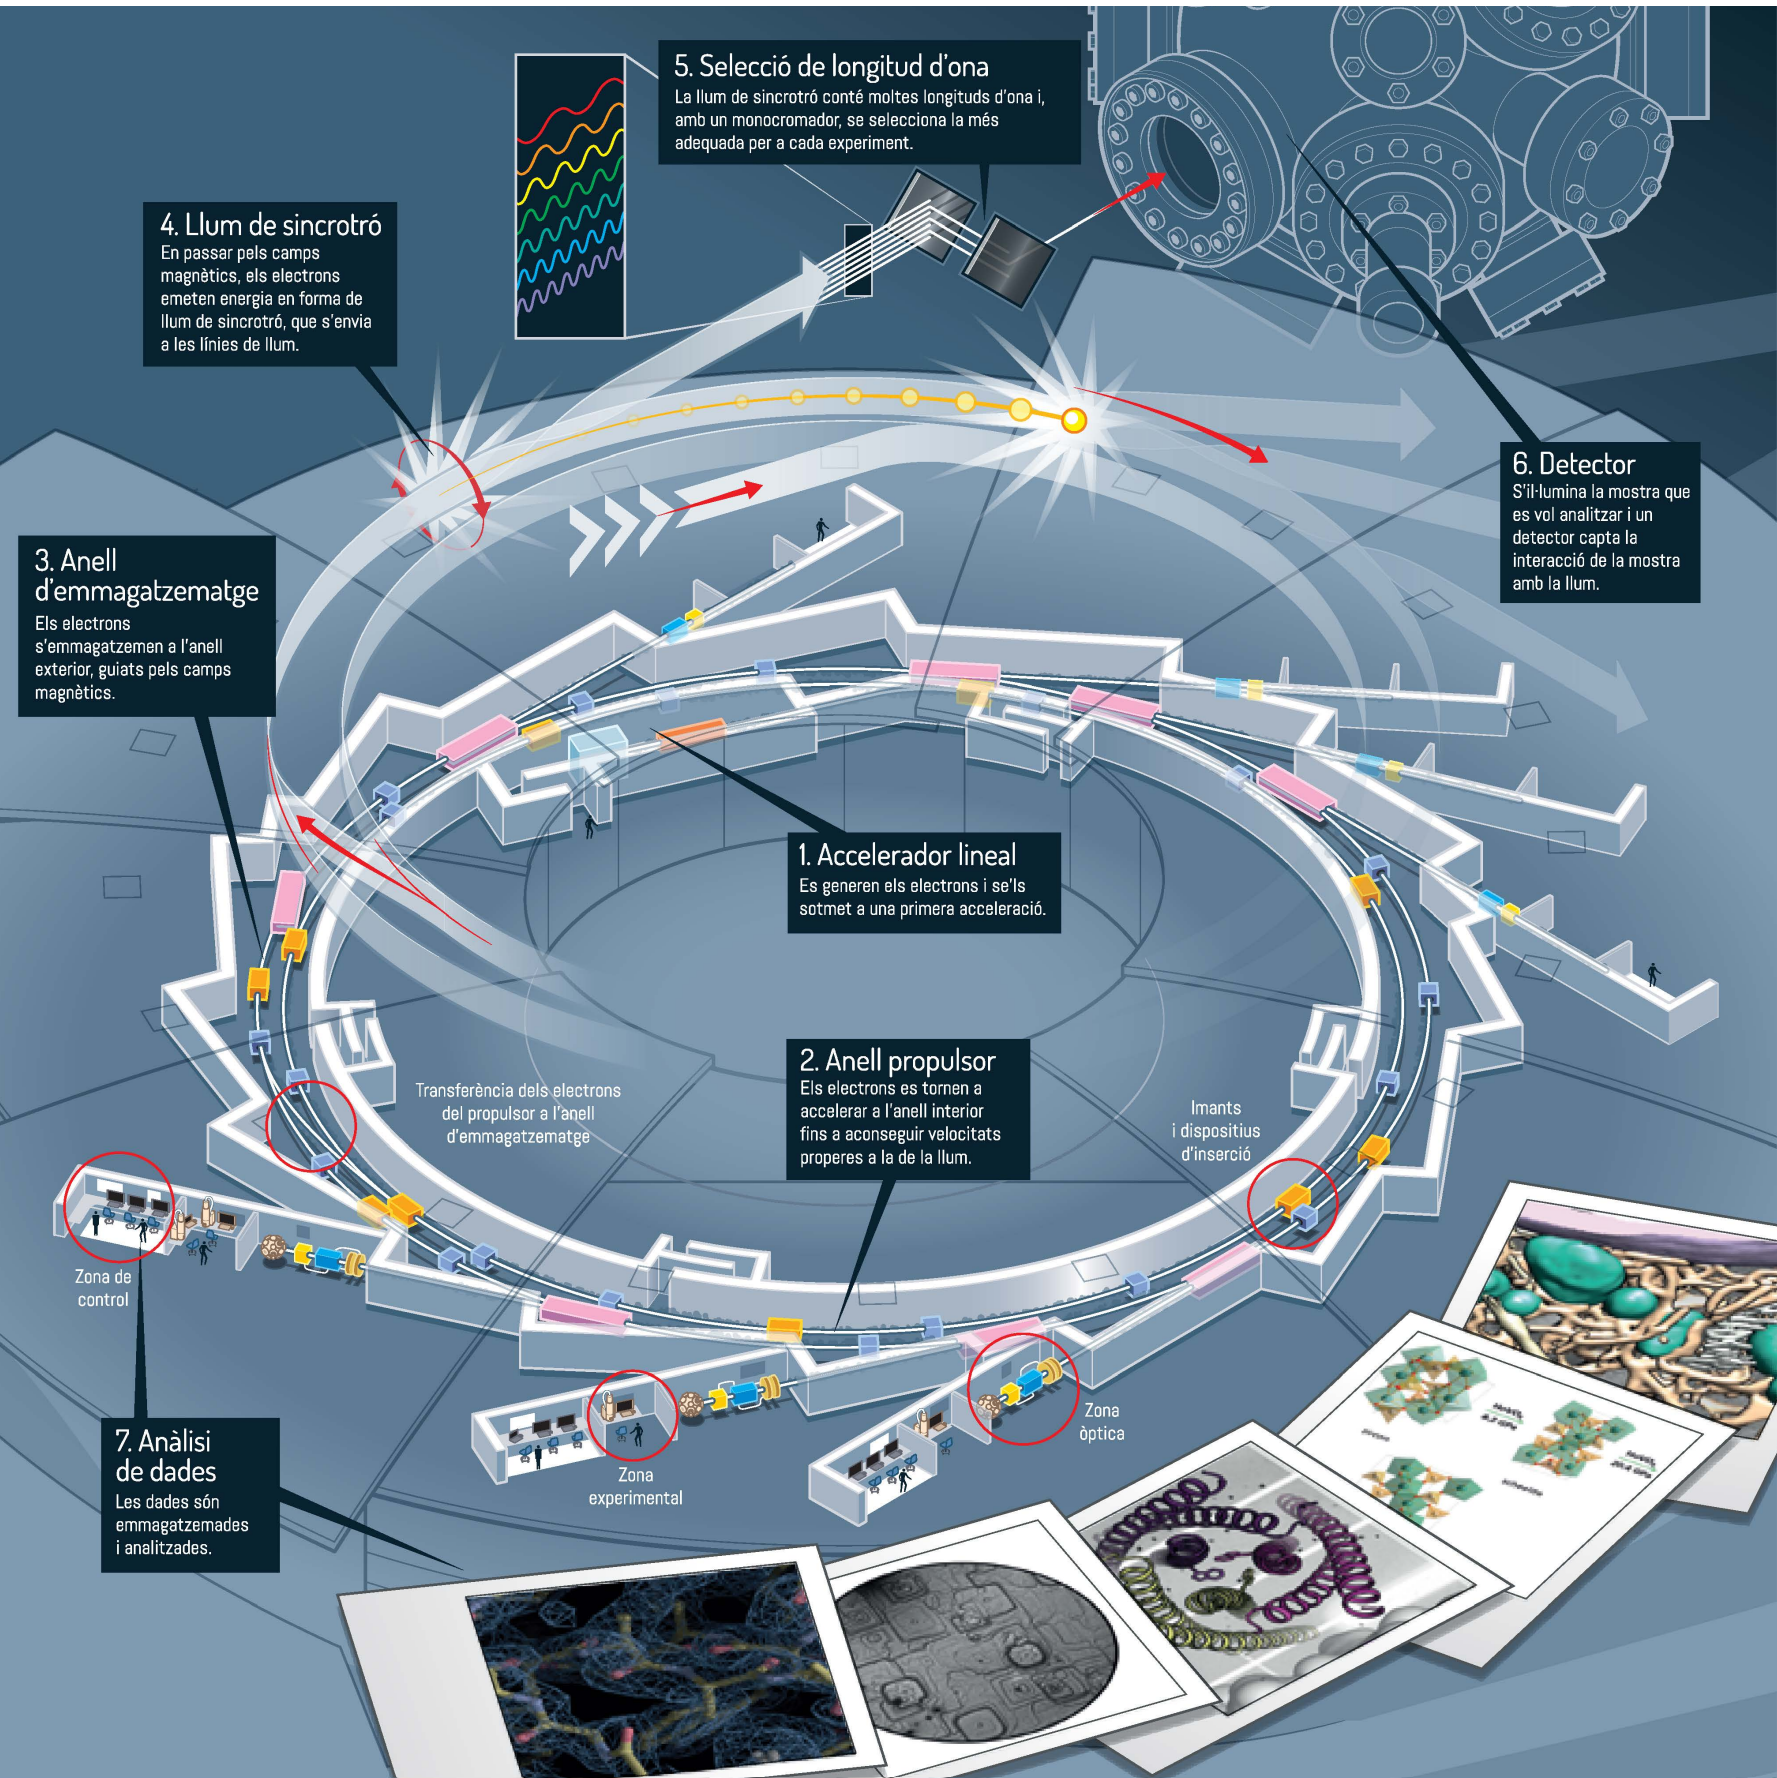 5. Selecció de longitud d'ona
La llum de sincrotró conté moltes longituds d'ona i,
amb un monocromador, se selecciona la més
adequada per a cada experiment.
4. Llum de sincrotró
En passar pels camps
magnètics, els electrons
emeten energia en forma de
llum de sincrotró, que s'envia
a les línies de llum.
6. Detector
S'il·lumina la mostra que
es vol analitzar i un
detector capta la
interacció de la mostra
amb la llum.
3. Anell
d'emmagatzematge
Els electrons
s'emmagatzemen a l'anell
exterior, guiats pels camps
magnètics.
1. Accelerador lineal
Es generen els electrons i se'ls
sotmet a una primera acceleració.
2. Anell propulsor
Els electrons es tornen a
accelerar a l'anell interior
fins a aconseguir velocitats
properes a la de la llum.
Transferència dels electrons
del propulsor a l'anell
d'emmagatzematge
Imants
i dispositius
d'inserció
Zona de
control
Zona
òptica
Zona
experimental
7. Anàlisi
de dades
Les dades són
emmagatzemades
i analitzades.